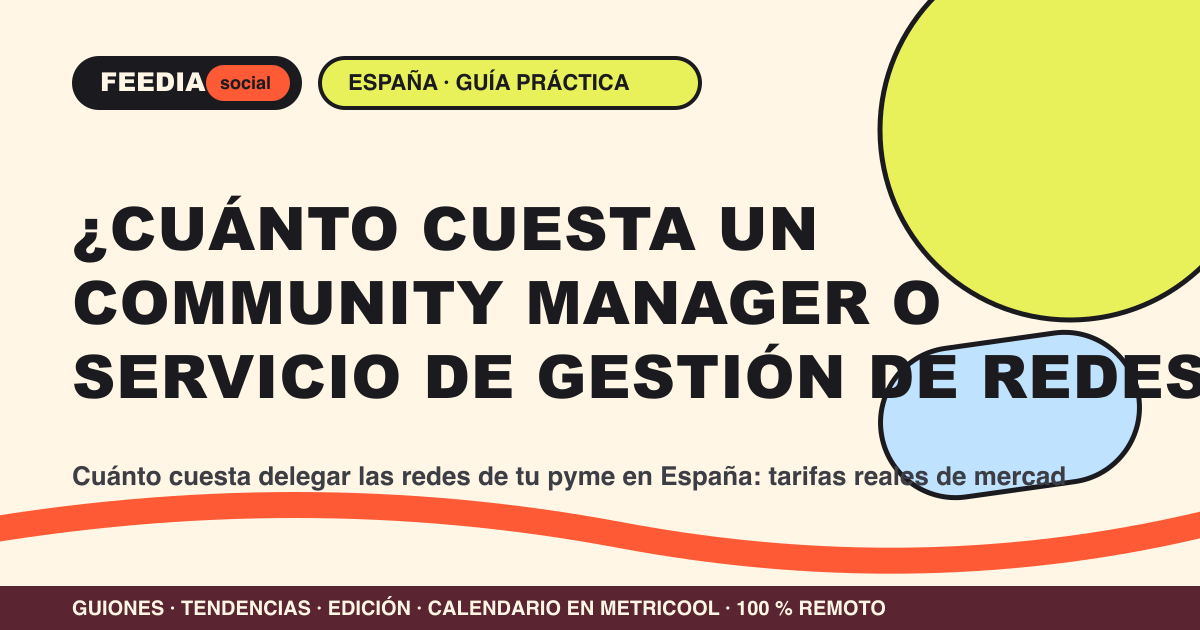 FEEDIA social
ESPAÑA · GUÍA PRÁCTICA
¿CUÁNTO CUESTA UN
COMMUNITY MANAGER O
SERVICIO DE GESTIÓN DE REDES
Cuánto cuesta delegar las redes de tu pyme en España: tarifas reales de mercad
GUIONES · TENDENCIAS · EDICIÓN · CALENDARIO EN METRICOOL · 100 % REMOTO